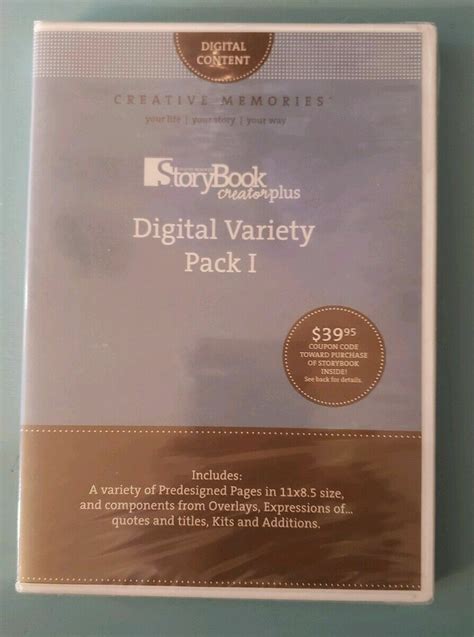 DIGITAL
CONTENT
CREATIVE MEMORIES®
your life | your story | your way
StoryBook
creatorplus
Digital Variety
Pack I
$39.95
COUPON CODE
TOWARD PURCHASE
OF STORYBOOK
INSIDE!
See back for details.
Includes:
A variety of Predesigned Pages in 11x8.5 size,
and components from Overlays, Expressions of...
quotes and titles, Kits and Additions.